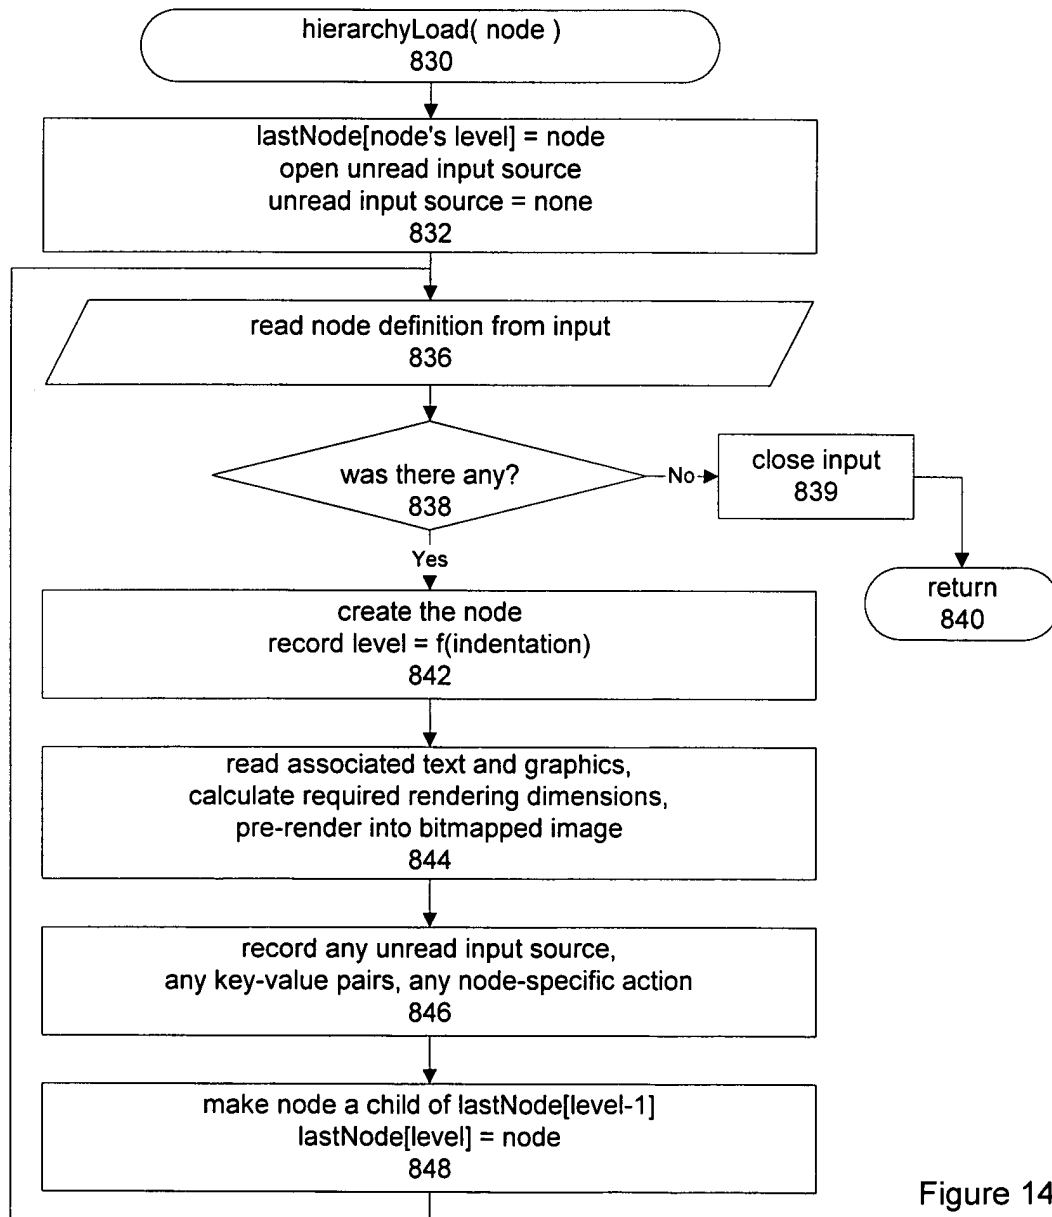 hierarchyLoad( node )
830
lastNode[node's level] = node
open unread input source
unread input source = none
832
read node definition from input
836
was there any?
838
No
close input
839
return
840
Yes
create the node
record level = f(indentation)
842
read associated text and graphics,
calculate required rendering dimensions,
pre-render into bitmapped image
844
record any unread input source,
any key-value pairs, any node-specific action
846
make node a child of lastNode[level-1]
lastNode[level] = node
848
Figure 14